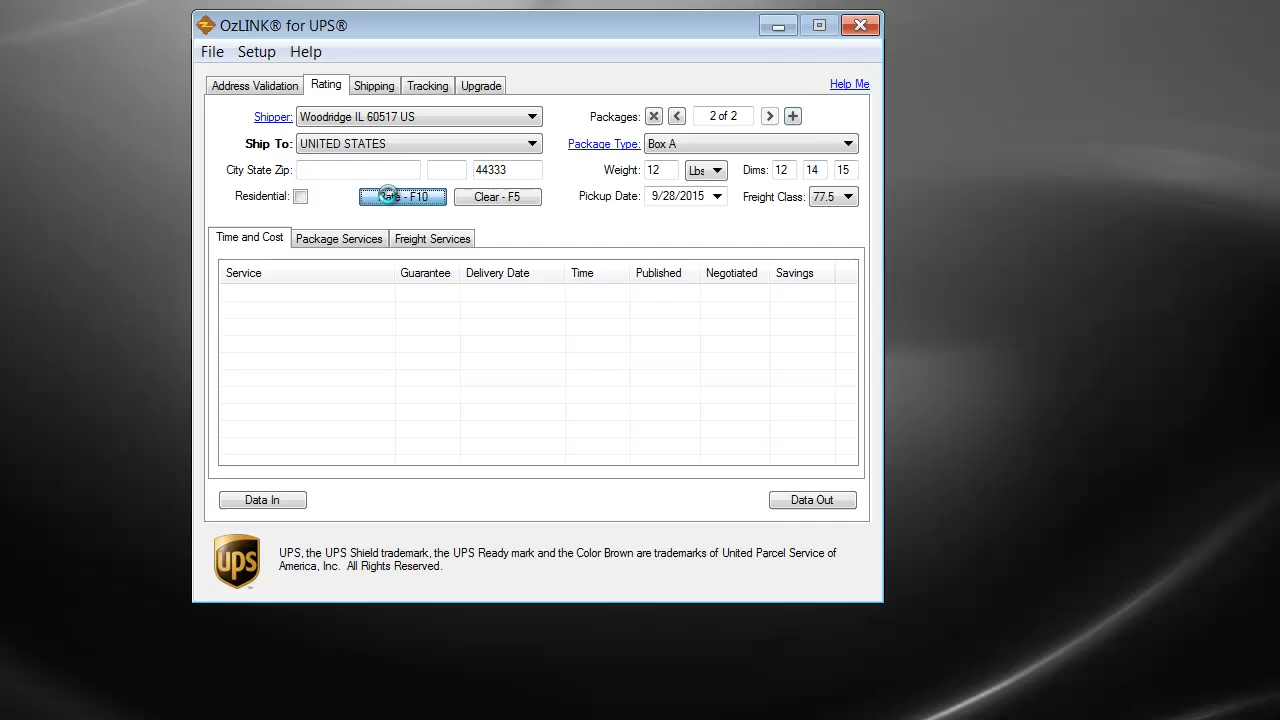 OzLINK® for UPS®
File Setup Help
Address Validation Rating Shipping Tracking Upgrade Help Me
Shipper: Woodridge IL 60517 US Packages: 2 of 2
Ship To: UNITED STATES Package Type: Box A
City State Zip: 44333 Weight: 12 Lbs Dims: 12 14 15
Residential: Rate - F10 Clear - F5 Pickup Date: 9/28/2015 Freight Class: 77.5
Time and Cost Package Services Freight Services
Service Guarantee Delivery Date Time Published Negotiated Savings
Data In Data Out
ups
UPS, the UPS Shield trademark, the UPS Ready mark and the Color Brown are trademarks of United Parcel Service of
America, Inc. All Rights Reserved.